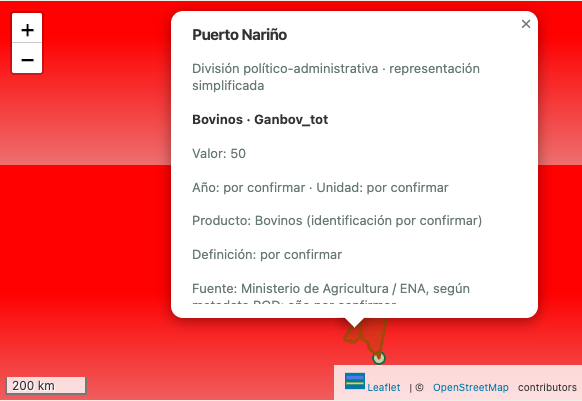 +
−
Puerto Nariño
×
División político-administrativa · representación
simplificada
Bovinos · Ganbov_tot
Valor: 50
Año: por confirmar · Unidad: por confirmar
Producto: Bovinos (identificación por confirmar)
Definición: por confirmar
Fuente: Ministerio de Agricultura / ENA, según
200 km
Leaflet | © OpenStreetMap contributors